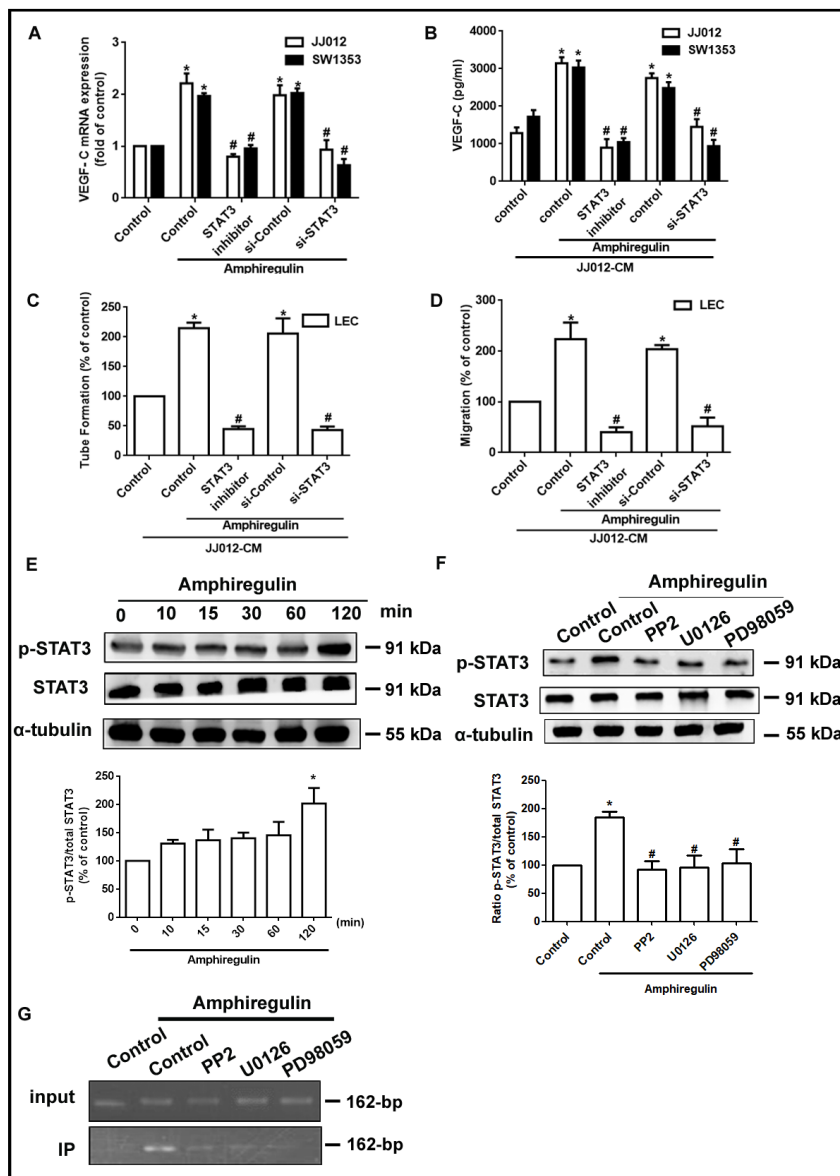 A
VEGF- C mRNA expression
(fold of control)
JJ012
SW1353
3
2
1
0
*
*
#
#
*
*
#
#
Control
Control
STAT3
inhibitor
si-Control
si-STAT3
Amphiregulin
B
VEGF-C (pg/ml)
JJ012
SW1353
4000
3000
2000
1000
0
*
*
#
#
*
*
#
#
control
control
STAT3
inhibitor
control
si-STAT3
Amphiregulin
JJ012-CM
C
Tube Formation (% of control)
LEC
250
200
150
100
50
0
*
#
*
#
Control
Control
STAT3
inhibitor
si-Control
si-STAT3
Amphiregulin
JJ012-CM
D
Migration (% of control)
LEC
300
200
100
0
*
#
*
#
Control
Control
STAT3
inhibitor
si-Control
si-STAT3
Amphiregulin
JJ012-CM
E
Amphiregulin
0 10 15 30 60 120 min
p-STAT3 91 kDa
STAT3 91 kDa
α-tubulin 55 kDa
p-STAT3/total STAT3
(% of control)
250
200
150
100
50
0
*
0 10 15 30 60 120 (min)
Amphiregulin
F
Amphiregulin
Control Control PP2 U0126 PD98059
p-STAT3 91 kDa
STAT3 91 kDa
α-tubulin 55 kDa
Ratio p-STAT3/total STAT3
(% of control)
250
200
150
100
50
0
*
#
#
#
Control Control PP2 U0126 PD98059
Amphiregulin
G
Amphiregulin
Control Control PP2 U0126 PD98059
input 162-bp
IP 162-bp